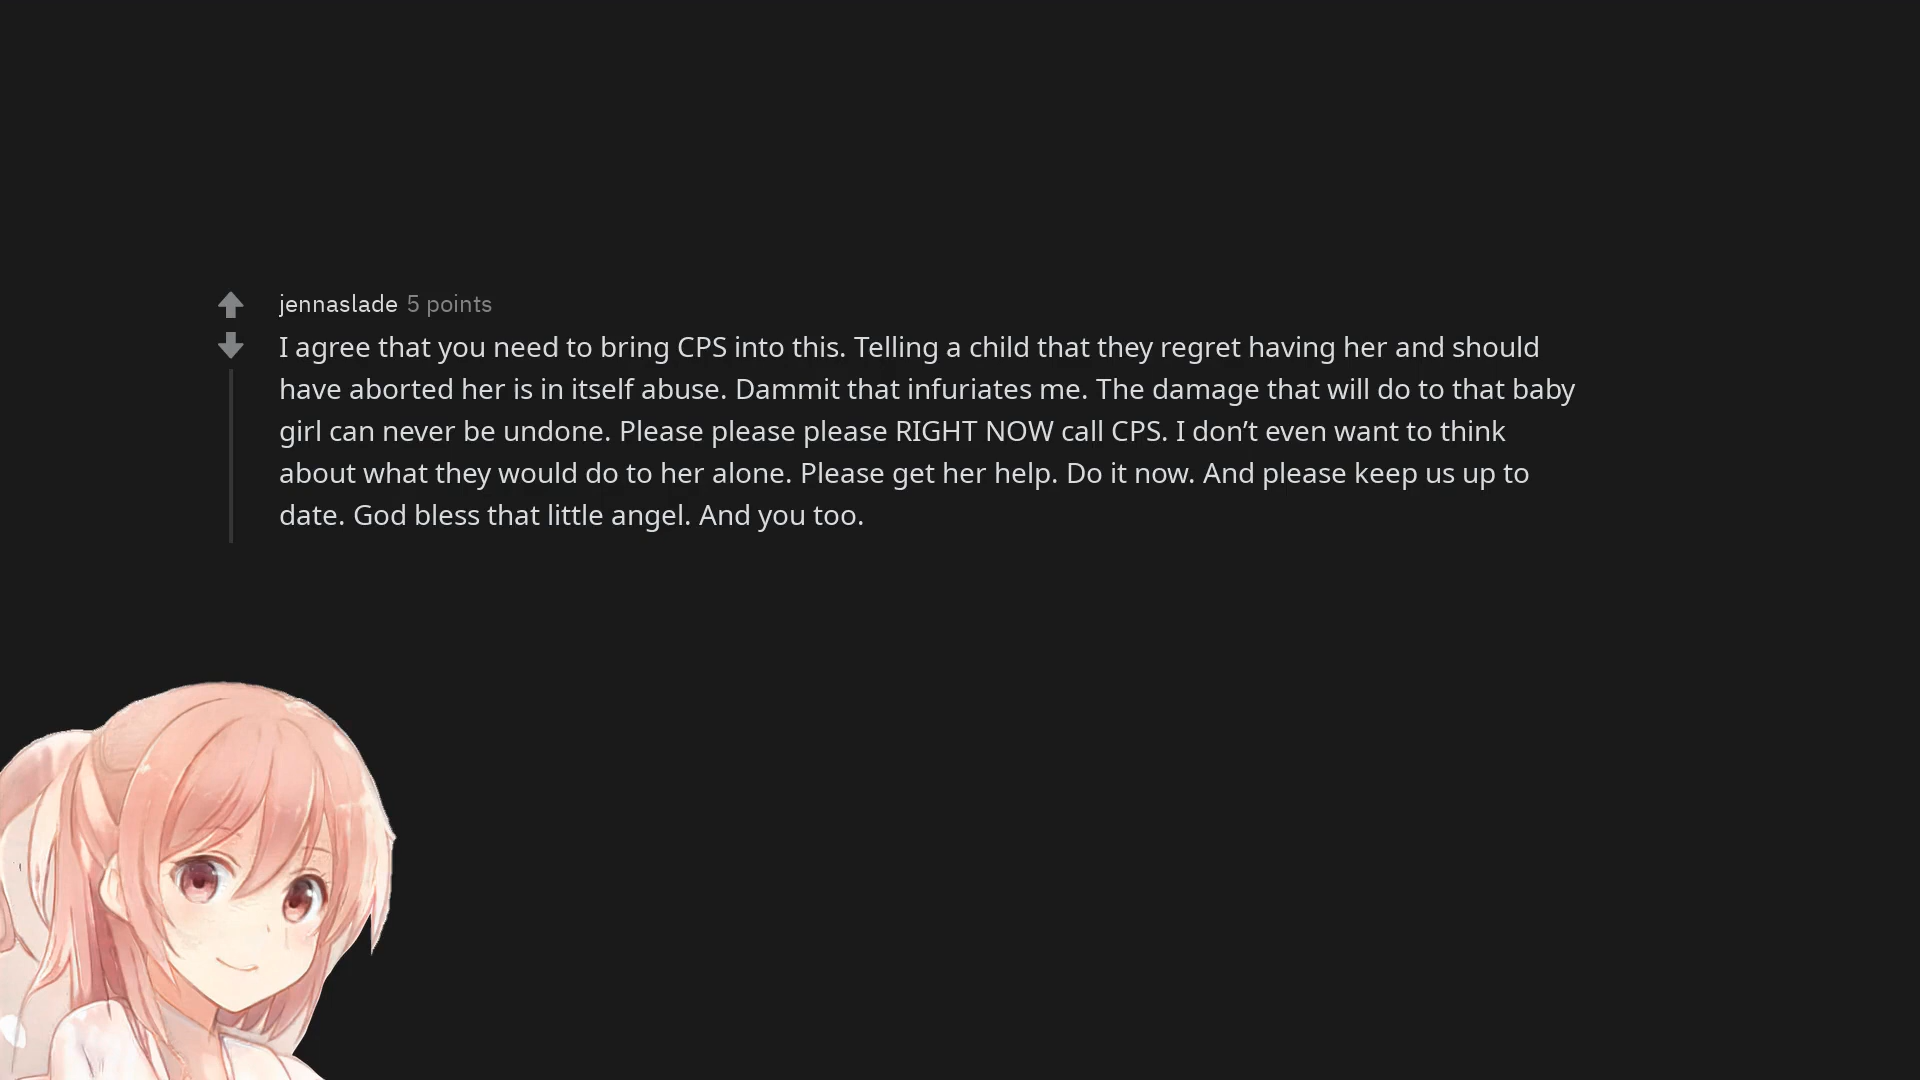 jennaslade 5 points
I agree that you need to bring CPS into this. Telling a child that they regret having her and should
have aborted her is in itself abuse. Dammit that infuriates me. The damage that will do to that baby
girl can never be undone. Please please please RIGHT NOW call CPS. I don’t even want to think
about what they would do to her alone. Please get her help. Do it now. And please keep us up to
date. God bless that little angel. And you too.